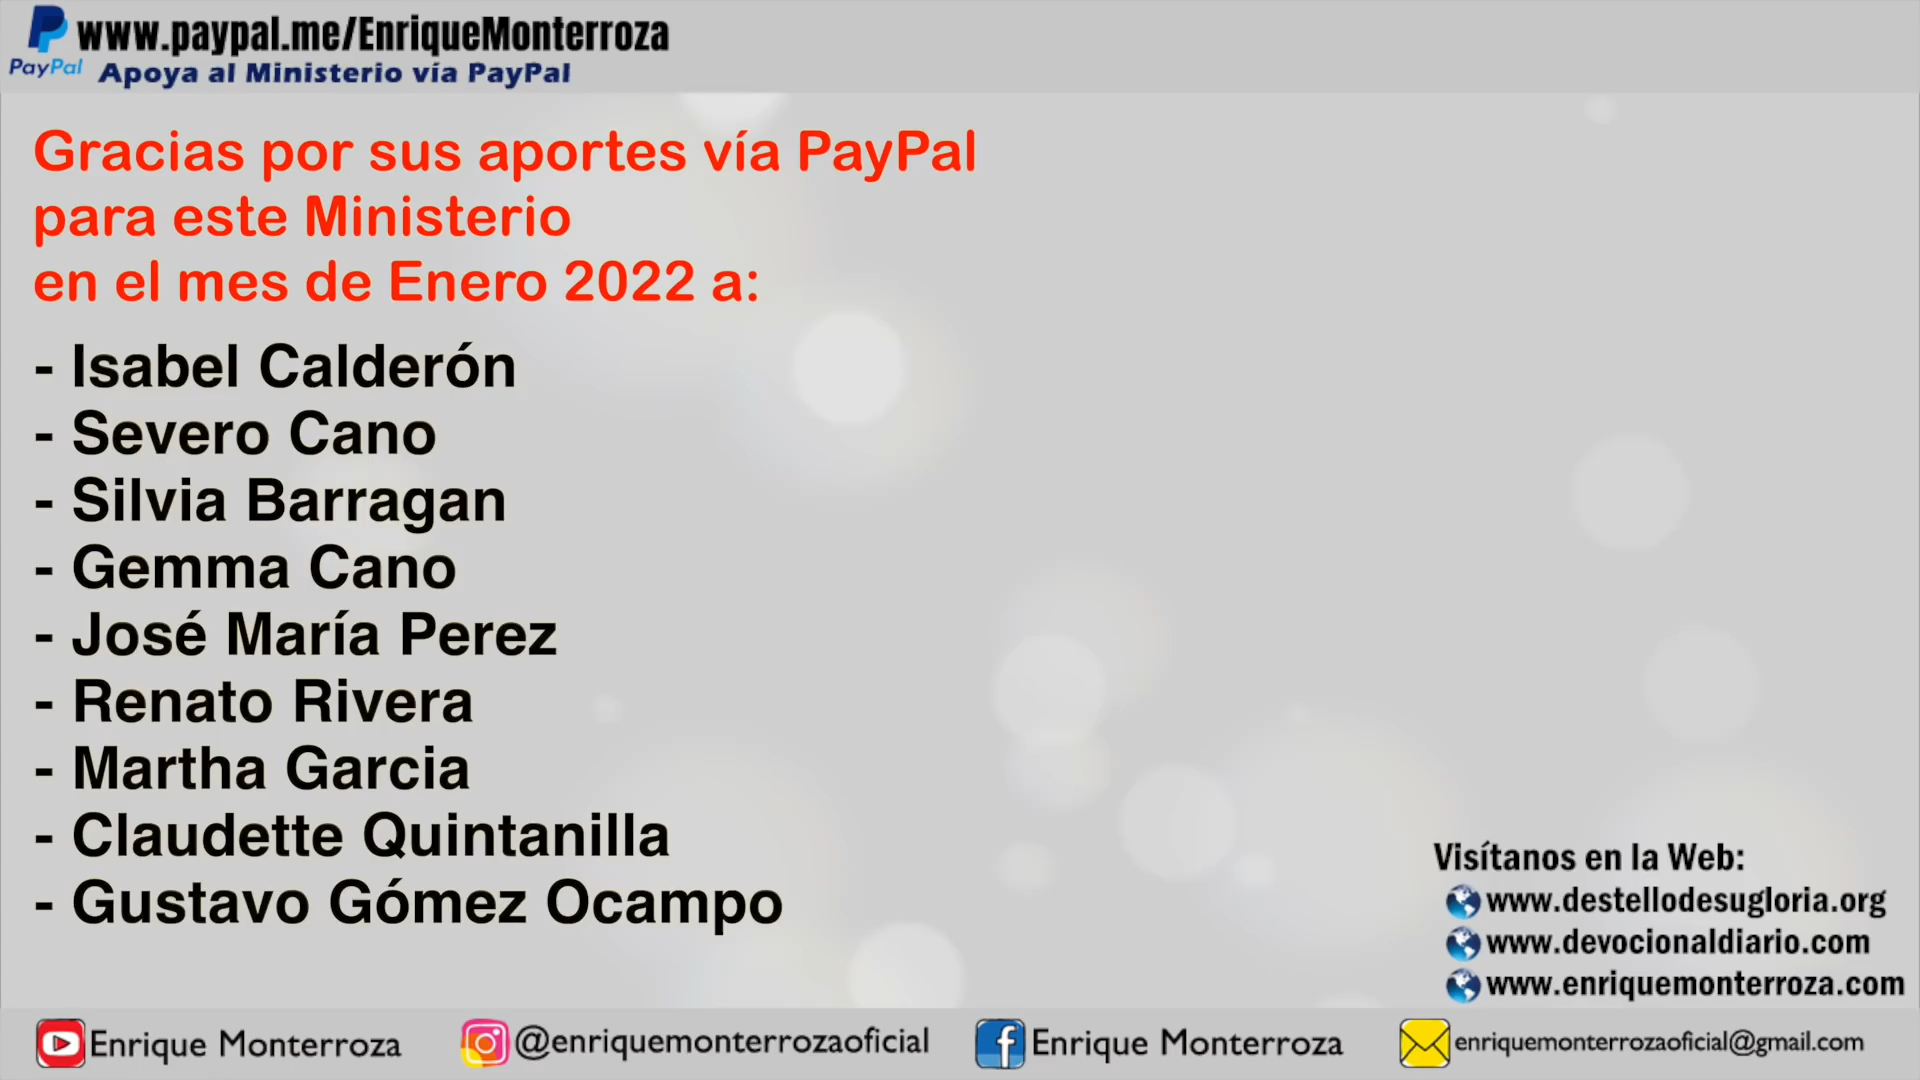 www.paypal.me/EnriqueMonterroza
PayPal
Apoya al Ministerio vía PayPal
Gracias por sus aportes vía PayPal
para este Ministerio
en el mes de Enero 2022 a:
- Isabel Calderón
- Severo Cano
- Silvia Barragan
- Gemma Cano
- José María Perez
- Renato Rivera
- Martha Garcia
- Claudette Quintanilla
- Gustavo Gómez Ocampo
Visítanos en la Web:
www.destellodesugloria.org
www.devocionaldiario.com
www.enriquemonterroza.com
Enrique Monterroza
@enriquemonterrozaoficial
Enrique Monterroza
enriquemonterrozaoficial@gmail.com